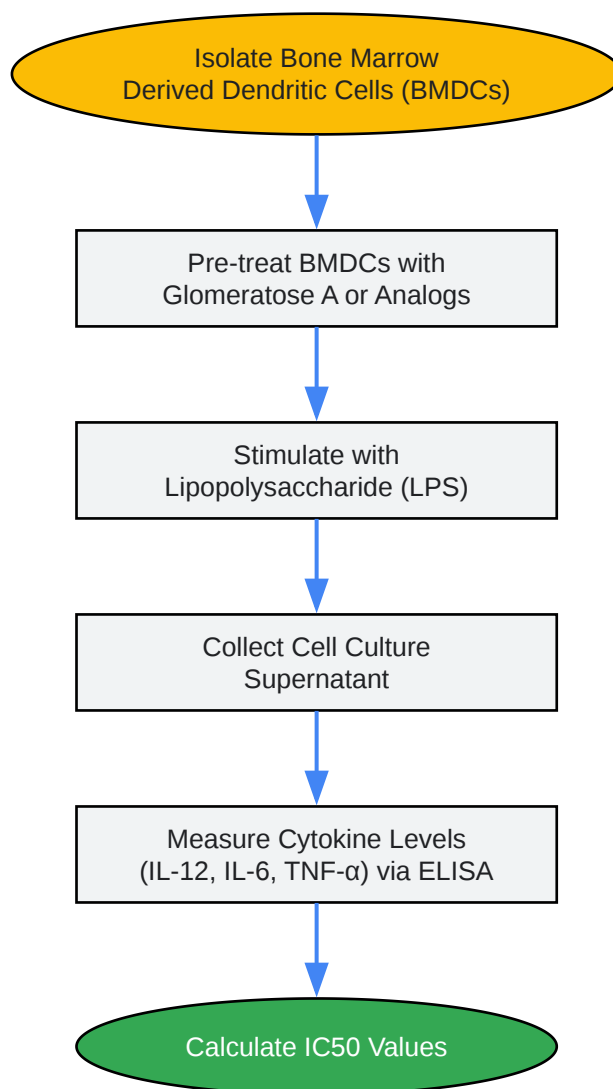 Isolate Bone Marrow
Derived Dendritic Cells (BMDCs)
Pre-treat BMDCs with
Glomeratose A or Analogs
Stimulate with
Lipopolysaccharide (LPS)
Collect Cell Culture
Supernatant
Measure Cytokine Levels
(IL-12, IL-6, TNF-α) via ELISA
Calculate IC50 Values